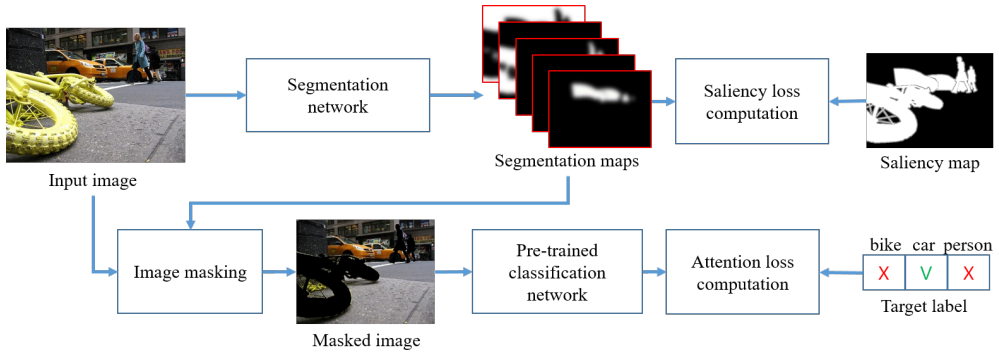 Segmentation
network
Saliency loss
computation
Segmentation maps
Saliency map
Input image
Image masking
Pre-trained
classification
network
Attention loss
computation
bike car person
X V X
Target label
Masked image